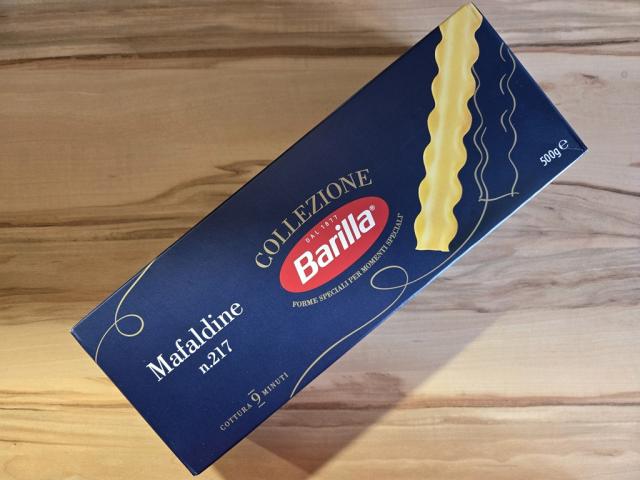 500g ℮
COLLEZIONE
DAL 1877
Barilla®
FORME SPECIALI PER MOMENTI SPECIALI
Mafaldine
n.217
COTTURA 9 MINUTI